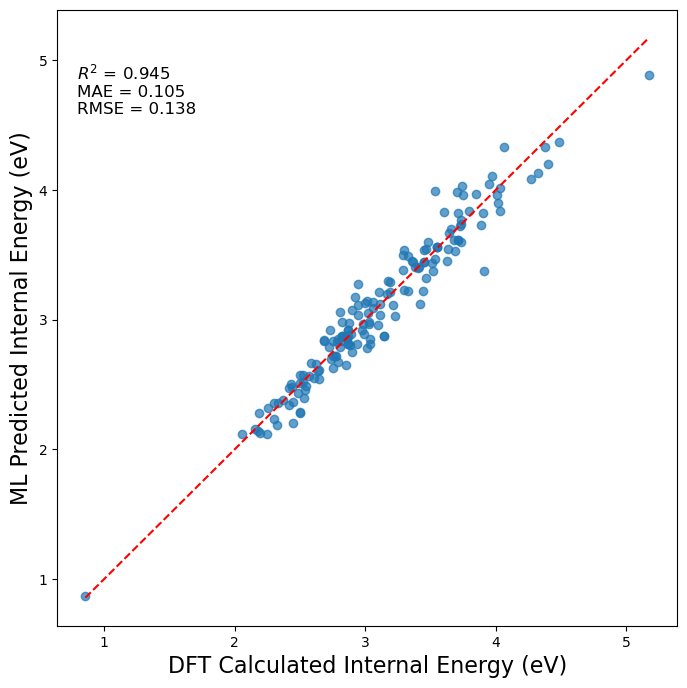 R² = 0.945
MAE = 0.105
RMSE = 0.138
5
4
3
2
1
ML Predicted Internal Energy (eV)
1 2 3 4 5
DFT Calculated Internal Energy (eV)